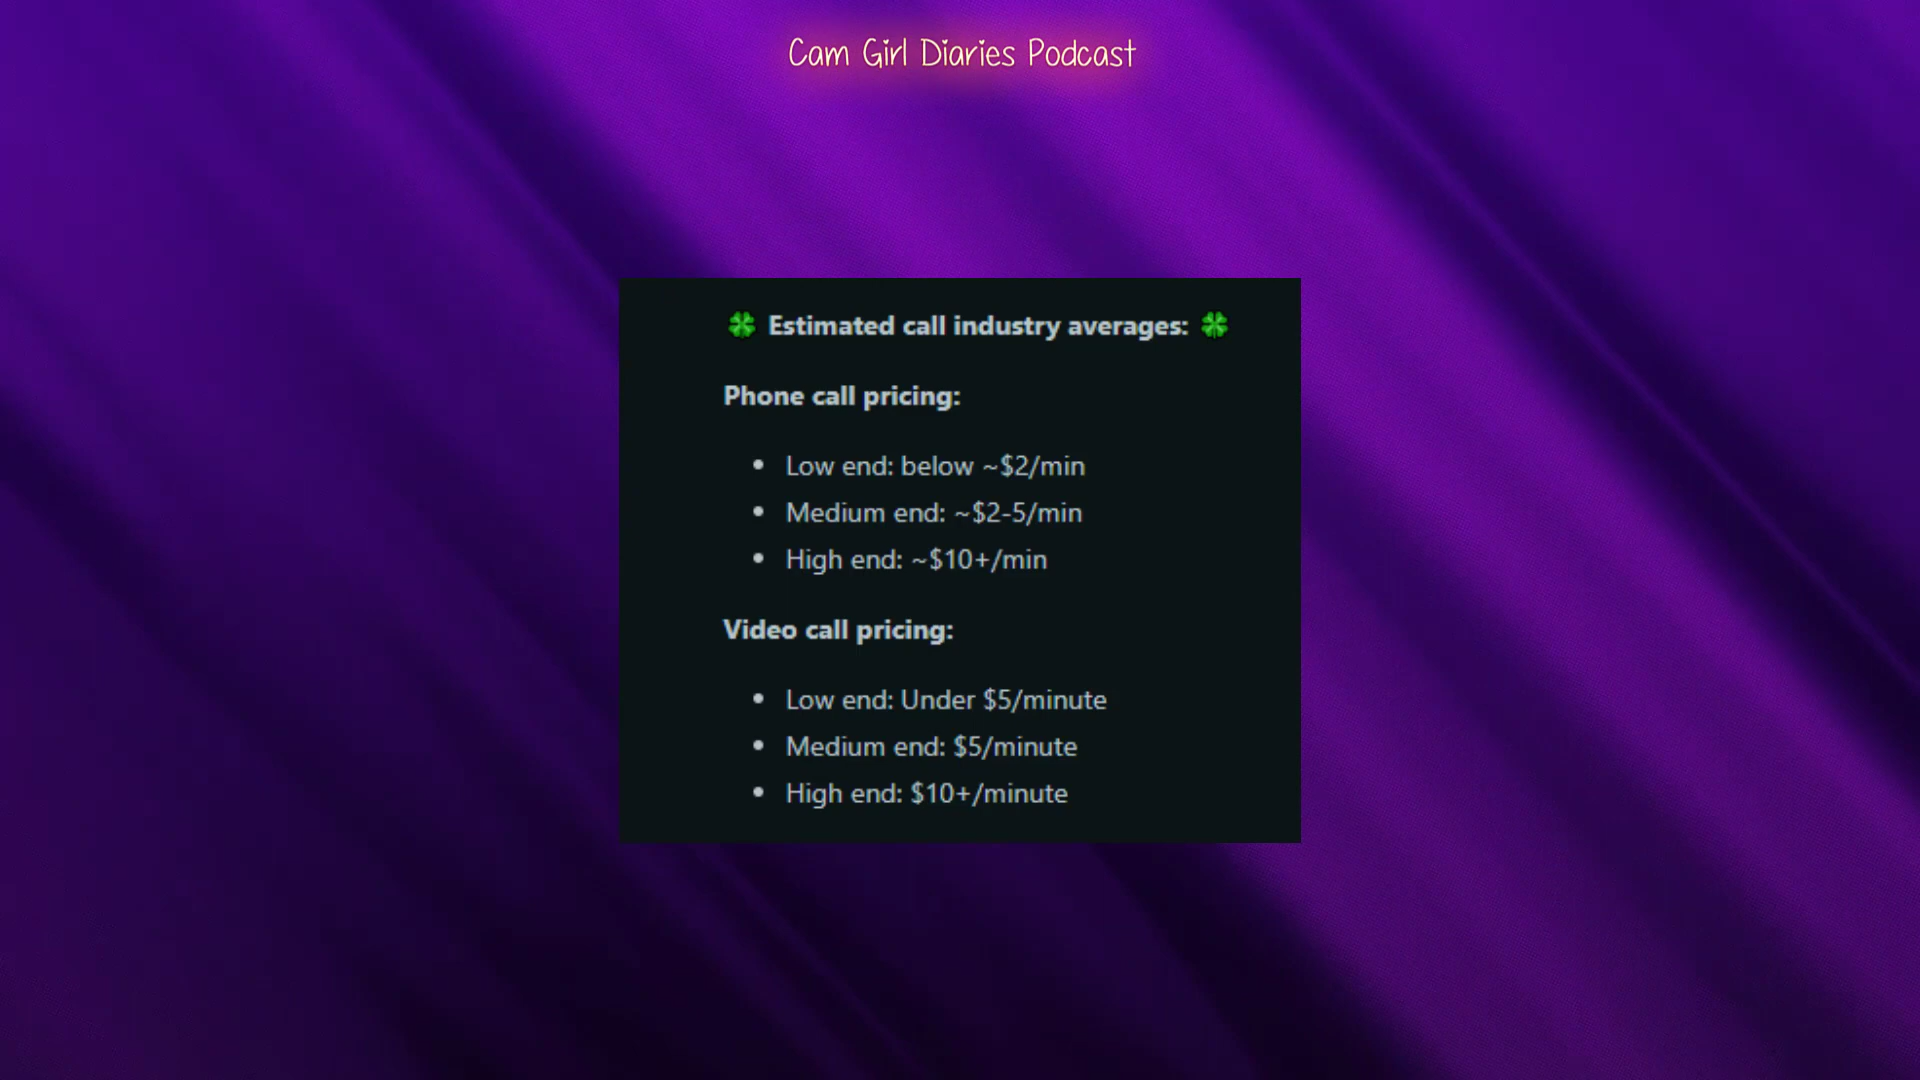 Cam Girl Diaries Podcast
🍀 Estimated call industry averages: 🍀
Phone call pricing:
• Low end: below ~$2/min
• Medium end: ~$2-5/min
• High end: ~$10+/min
Video call pricing:
• Low end: Under $5/minute
• Medium end: $5/minute
• High end: $10+/minute